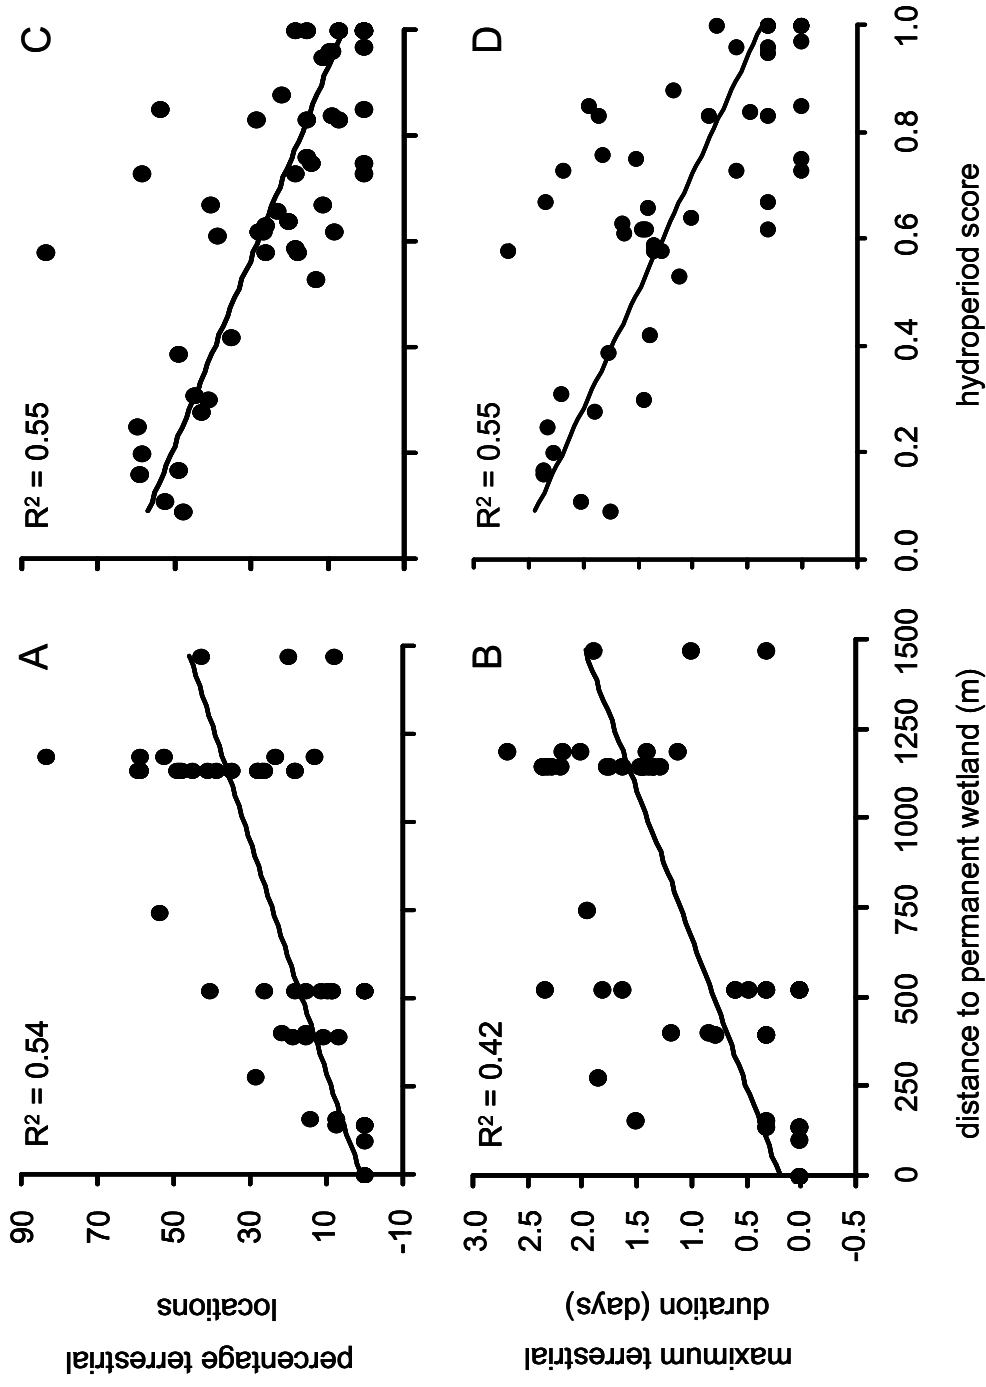 A
R² = 0.54
90
70
50
30
10
-10
percentage terrestrial
locations
C
R² = 0.55
B
R² = 0.42
3.0
2.5
2.0
1.5
1.0
0.5
0.0
-0.5
maximum terrestrial
duration (days)
0
250
500
750
1000
1250
1500
distance to permanent wetland (m)
D
R² = 0.55
0.0
0.2
0.4
0.6
0.8
1.0
hydroperiod score